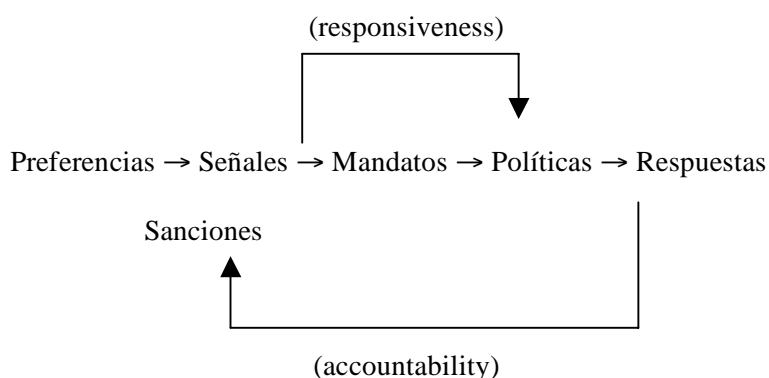 (responsiveness)
Preferencias → Señales → Mandatos → Políticas → Respuestas
Sanciones
(accountability)